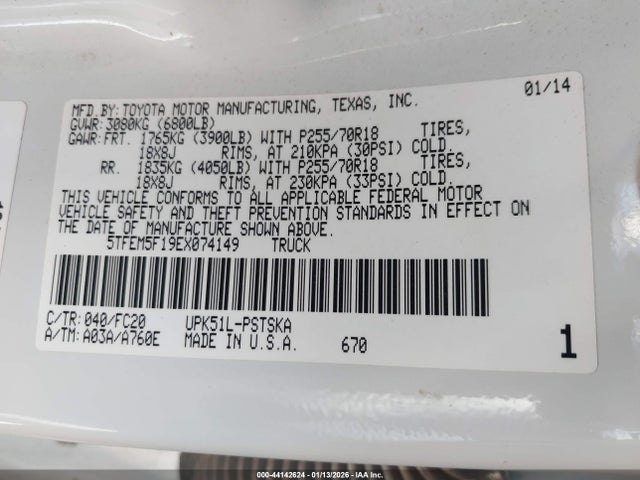 01/14
MFD.BY:TOYOTA MOTOR MANUFACTURING, TEXAS, INC.
GVWR:3080KG (6800LB)
GAWR:FRT. 1765KG (3900LB) WITH P255/70R18 TIRES,
18X8J RIMS, AT 210KPA (30PSI) COLD.
RR. 1835KG (4050LB) WITH P255/70R18 TIRES,
18X8J RIMS, AT 230KPA (33PSI) COLD.
THIS VEHICLE CONFORMS TO ALL APPLICABLE FEDERAL MOTOR
VEHICLE SAFETY AND THEFT PREVENTION STANDARDS IN EFFECT ON
THE DATE OF MANUFACTURE SHOWN ABOVE.
5TFEM5F19EX074149 TRUCK
C/TR:040/FC20 UPK51L-PSTSKA
A/TM:A03A/A760E MADE IN U.S.A. 670 1
000-44142624 - 01/13/2026 - IAA Inc.- Copart